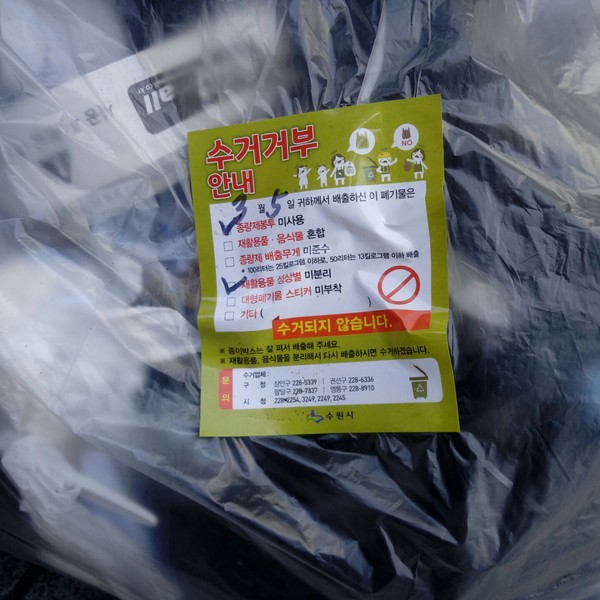 all
수거거부
안내
NO
3월 5일 귀하께서 배출하신 이 폐기물은
종량제봉투 미사용
재활용품 · 음식물 혼합
종량제 배출무게 미준수
* 100리터는 25킬로그램 이하로, 50리터는 13킬로그램 이하 배출
재활용품 성상별 미분리
대형폐기물 스티커 미부착
기타 ( )
수거되지 않습니다.
※ 종이박스는 잘 펴서 배출해 주세요.
※ 재활용품, 음식물을 분리해서 다시 배출하시면 수거하겠습니다.
문의
수거업체 :
구 청 장안구 228-5339 | 권선구 228-6336
팔달구 228-7337 | 영통구 228-8910
시 청 228-2254, 3249, 2249, 2245
수원시